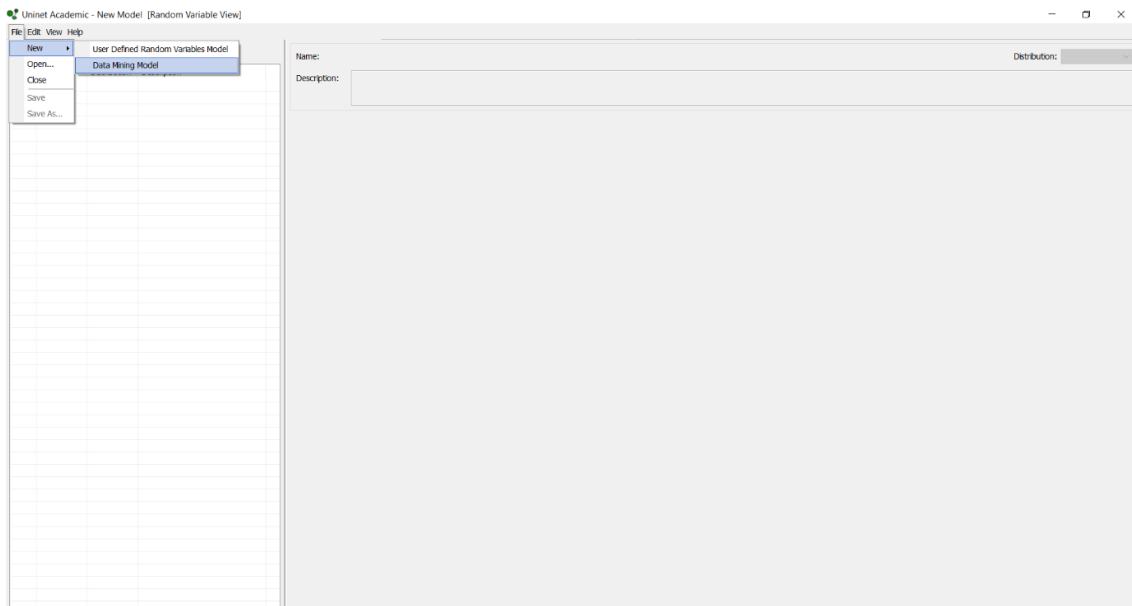 Uninet Academic - New Model [Random Variable View]
File Edit View Help
New
User Defined Random Variables Model
Open...
Data Mining Model
Close
Save
Save As...
Name:
Distribution:
Description: